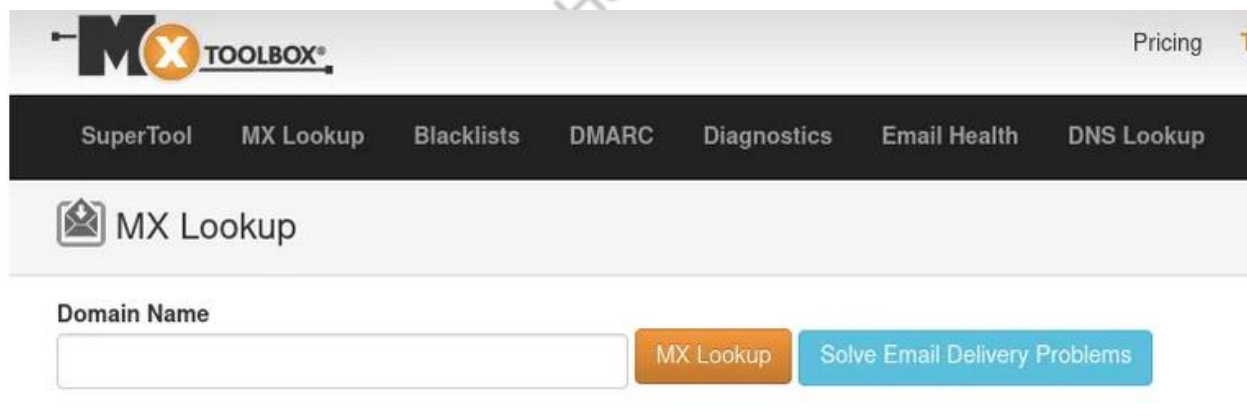 MX TOOLBOX®
Pricing
SuperTool MX Lookup Blacklists DMARC Diagnostics Email Health DNS Lookup
MX Lookup
Domain Name
MX Lookup Solve Email Delivery Problems